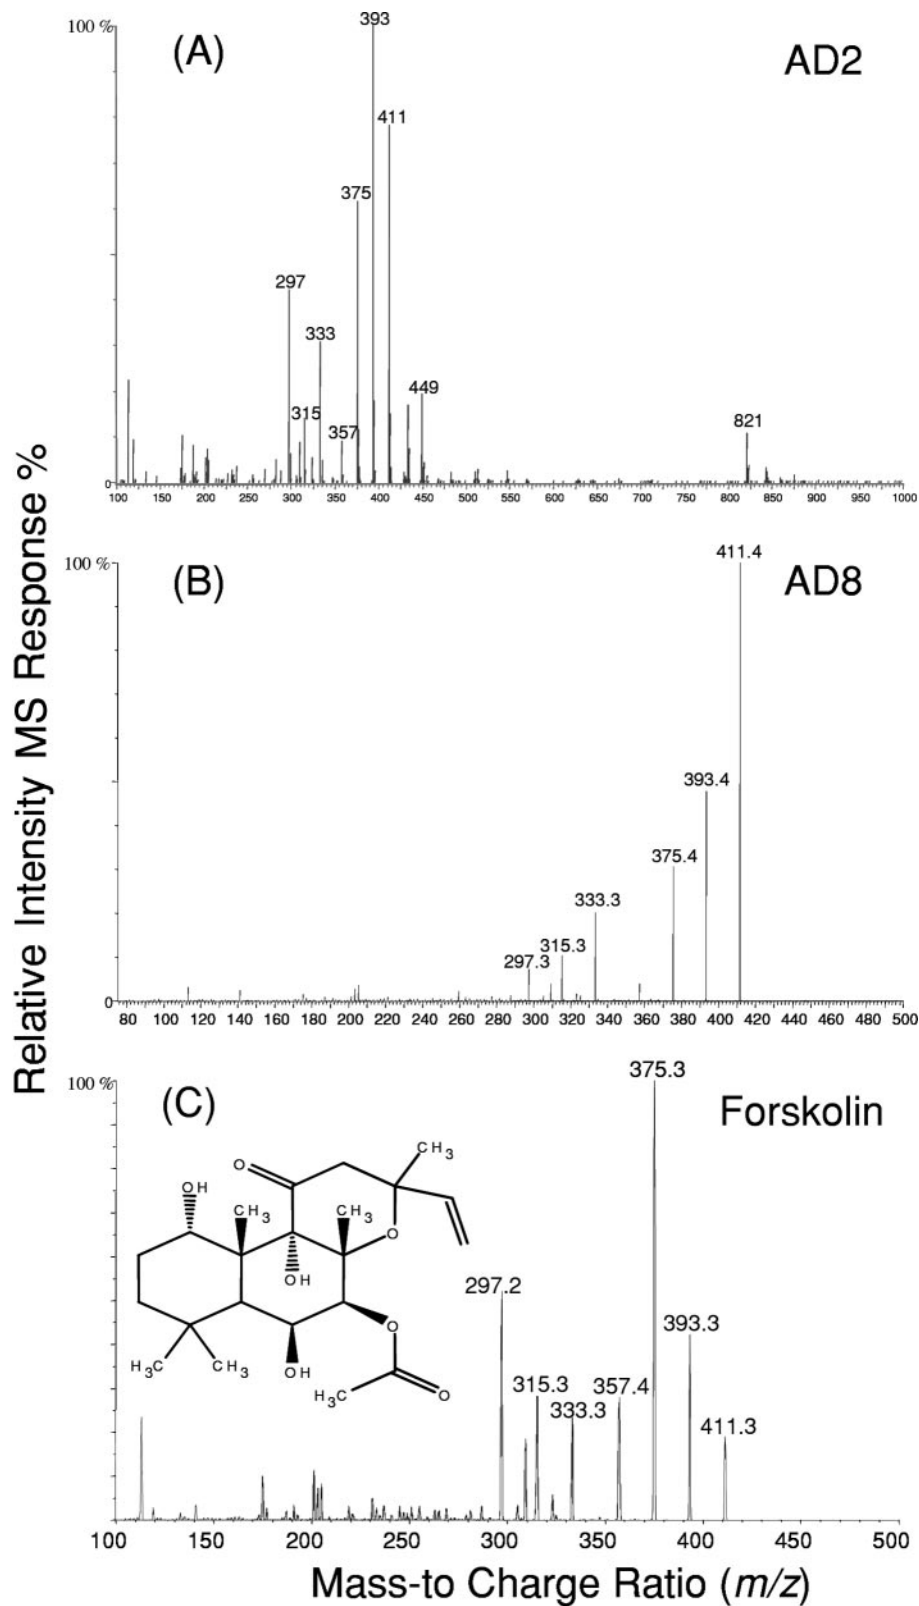 Relative Intensity MS Response %
100 %
(A)
AD2
393
411
375
297
333
315
357
449
821
0
100 150 200 250 300 350 400 450 500 550 600 650 700 750 800 850 900 950 1000
100 %
(B)
AD8
411.4
393.4
375.4
333.3
315.3
297.3
0
80 100 120 140 160 180 200 220 240 260 280 300 320 340 360 380 400 420 440 460 480 500
100 %
(C)
Forskolin
375.3
297.2
393.3
315.3
357.4
333.3
411.3
O
CH3
OH
CH3
CH3
O
OH
O
H3C
CH3
OH
H3C
O
0
100 150 200 250 300 350 400 450 500
Mass-to Charge Ratio (m/z)